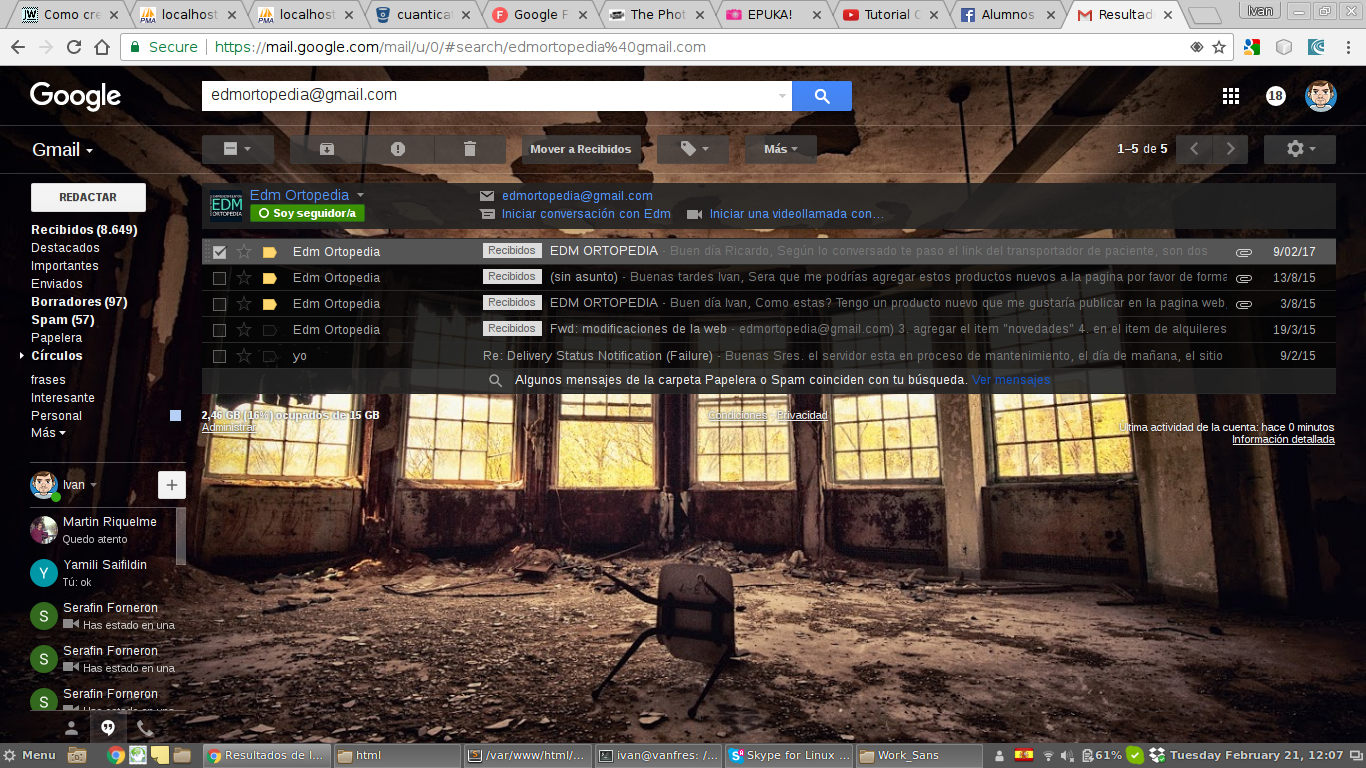 Como cre
localhost
localhost
cuantica
Google F
The Phot
EPUKA!
Tutorial
Alumnos
Resultad
Ivan
Secure
https://mail.google.com/mail/u/0/#search/edmortopedia%40gmail.com
Google
edmortopedia@gmail.com
18
Gmail
Mover a Recibidos
Más
1–5 de 5
REDACTAR
EDM
ORTOPEDIA
Edm Ortopedia
Soy seguidor/a
edmortopedia@gmail.com
Iniciar conversación con Edm
Iniciar una videollamada con…
Recibidos (8.649)
Destacados
Importantes
Enviados
Borradores (97)
Spam (57)
Papelera
Círculos
frases
Interesante
Personal
Más
Edm Ortopedia Recibidos EDM ORTOPEDIA - Buen día Ricardo, Según lo conversado te paso el link del transportador de paciente, son dos 9/02/17
Edm Ortopedia Recibidos (sin asunto) - Buenas tardes Ivan, Sera que me podrías agregar estos productos nuevos a la pagina por favor de forma 13/8/15
Edm Ortopedia Recibidos EDM ORTOPEDIA - Buen día Ivan, Como estas? Tengo un producto nuevo que me gustaría publicar en la pagina web, 3/8/15
Edm Ortopedia Recibidos Fwd: modificaciones de la web - edmortopedia@gmail.com) 3. agregar el item "novedades" 4. en el item de alquileres 19/3/15
yo Re: Delivery Status Notification (Failure) - Buenas Sres. el servidor esta en proceso de mantenimiento, el día de mañana, el sitio 9/2/15
Algunos mensajes de la carpeta Papelera o Spam coinciden con tu búsqueda. Ver mensajes
2,46 GB (16%) ocupados de 15 GB
Administrar
Condiciones - Privacidad
Última actividad de la cuenta: hace 0 minutos
Información detallada
Ivan
Martin Riquelme
Quedo atento
Y
Yamili Saifildin
Tú: ok
S
Serafin Forneron
Has estado en una
S
Serafin Forneron
Has estado en una
S
Serafin Forneron
Has estado en una
Menu
Resultados de l...
html
/var/www/html/...
ivan@vanfres: /...
Skype for Linux ...
Work_Sans
61%
Tuesday February 21, 12:07